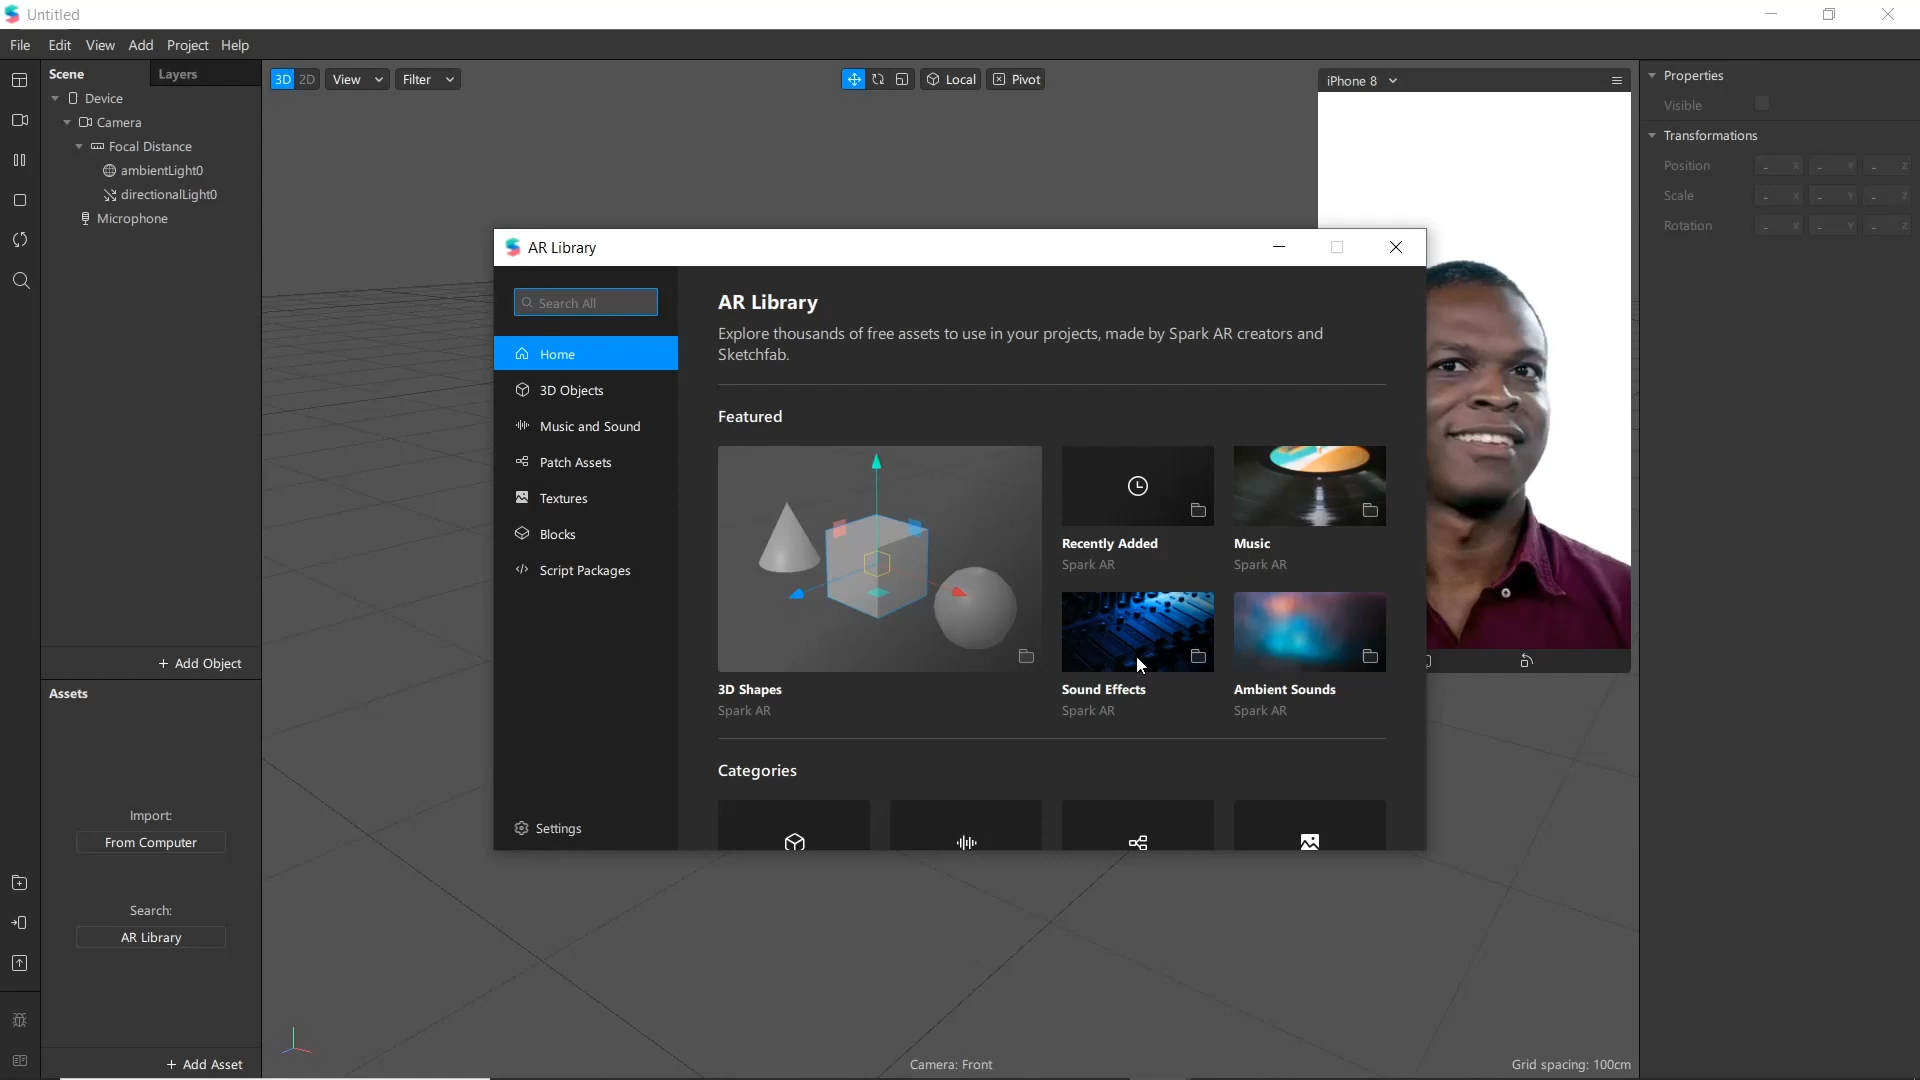 Untitled
File Edit View Add Project Help
Scene Layers
Device
Camera
Focal Distance
ambientLight0
directionalLight0
Microphone
+ Add Object
Assets
Import:
From Computer
Search:
AR Library
+ Add Asset
3D 2D View Filter
Local Pivot
iPhone 8
AR Library
Search All
Home
3D Objects
Music and Sound
Patch Assets
Textures
Blocks
Script Packages
Settings
AR Library
Explore thousands of free assets to use in your projects, made by Spark AR creators and
Sketchfab.
Featured
3D Shapes
Spark AR
Recently Added
Spark AR
Music
Spark AR
Sound Effects
Spark AR
Ambient Sounds
Spark AR
Categories
Camera: Front
Grid spacing: 100cm
Properties
Visible
Transformations
Position - X - Y - Z
Scale - X - Y - Z
Rotation - X - Y - Z